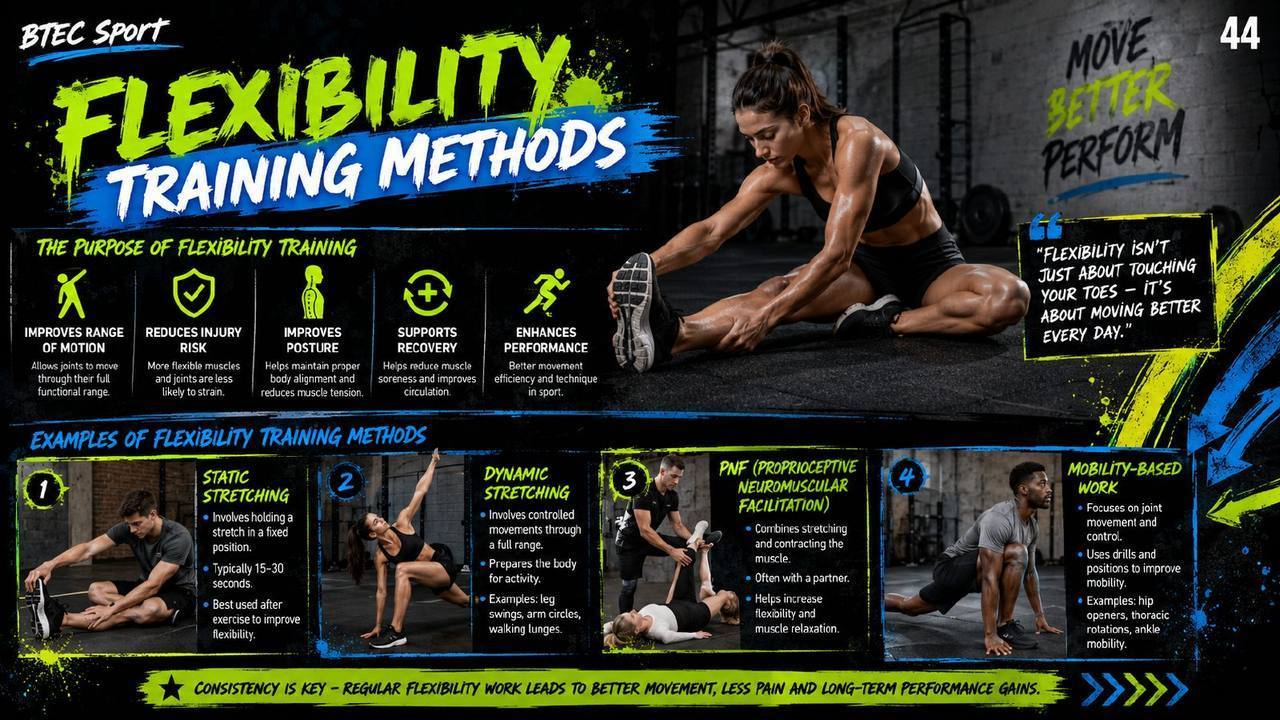 BTEC Sport
44
FLEXIBILITY
TRAINING METHODS
MOVE
BETTER
PERFORM
"FLEXIBILITY ISN'T
JUST ABOUT TOUCHING
YOUR TOES – IT'S
ABOUT MOVING BETTER
EVERY DAY."
THE PURPOSE OF FLEXIBILITY TRAINING
IMPROVES RANGE
OF MOTION
Allows joints to move
through their full
functional range.
REDUCES INJURY
RISK
More flexible muscles
and joints are less
likely to strain.
IMPROVES
POSTURE
Helps maintain proper
body alignment and
reduces muscle tension.
SUPPORTS
RECOVERY
Helps reduce muscle
soreness and improves
circulation.
ENHANCES
PERFORMANCE
Better movement
efficiency and technique
in sport.
EXAMPLES OF FLEXIBILITY TRAINING METHODS
1
STATIC
STRETCHING
• Involves holding a
stretch in a fixed
position.
• Typically 15–30
seconds.
• Best used after
exercise to improve
flexibility.
2
DYNAMIC
STRETCHING
• Involves controlled
movements through
a full range.
• Prepares the body
for activity.
• Examples: leg
swings, arm circles,
walking lunges.
3
PNF (PROPRIOCEPTIVE
NEUROMUSCULAR
FACILITATION)
• Combines stretching
and contracting the
muscle.
• Often with a partner.
• Helps increase
flexibility and
muscle relaxation.
4
MOBILITY-BASED
WORK
• Focuses on joint
movement and
control.
• Uses drills and
positions to improve
mobility.
• Examples: hip
openers, thoracic
rotations, ankle
mobility.
CONSISTENCY IS KEY – REGULAR FLEXIBILITY WORK LEADS TO BETTER MOVEMENT, LESS PAIN AND LONG-TERM PERFORMANCE GAINS.